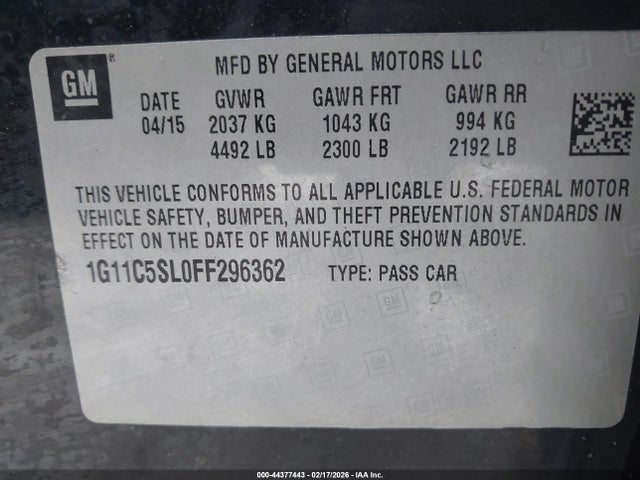 GM
MFD BY GENERAL MOTORS LLC
DATE GVWR GAWR FRT GAWR RR
04/15 2037 KG 1043 KG 994 KG
4492 LB 2300 LB 2192 LB
THIS VEHICLE CONFORMS TO ALL APPLICABLE U.S. FEDERAL MOTOR
VEHICLE SAFETY, BUMPER, AND THEFT PREVENTION STANDARDS IN
EFFECT ON THE DATE OF MANUFACTURE SHOWN ABOVE.
1G11C5SL0FF296362 TYPE: PASS CAR
000-44377443 - 02/17/2026 - IAA Inc.